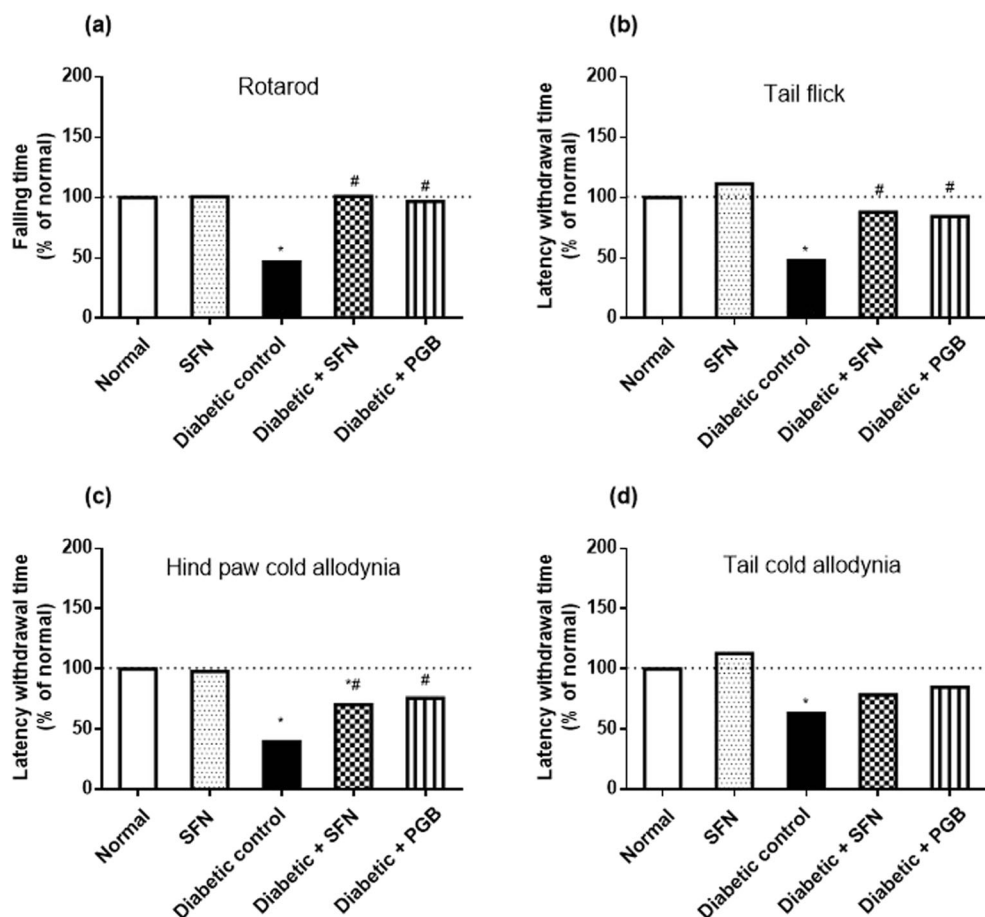 (a)
Rotarod
Falling time
(% of normal)
200
150
100
50
0
*
#
#
Normal
SFN
Diabetic control
Diabetic + SFN
Diabetic + PGB
(b)
Tail flick
Latency withdrawal time
(% of normal)
200
150
100
50
0
*
#
#
Normal
SFN
Diabetic control
Diabetic + SFN
Diabetic + PGB
(c)
Hind paw cold allodynia
Latency withdrawal time
(% of normal)
200
150
100
50
0
*
*#
#
Normal
SFN
Diabetic control
Diabetic + SFN
Diabetic + PGB
(d)
Tail cold allodynia
Latency withdrawal time
(% of normal)
200
150
100
50
0
*
Normal
SFN
Diabetic control
Diabetic + SFN
Diabetic + PGB